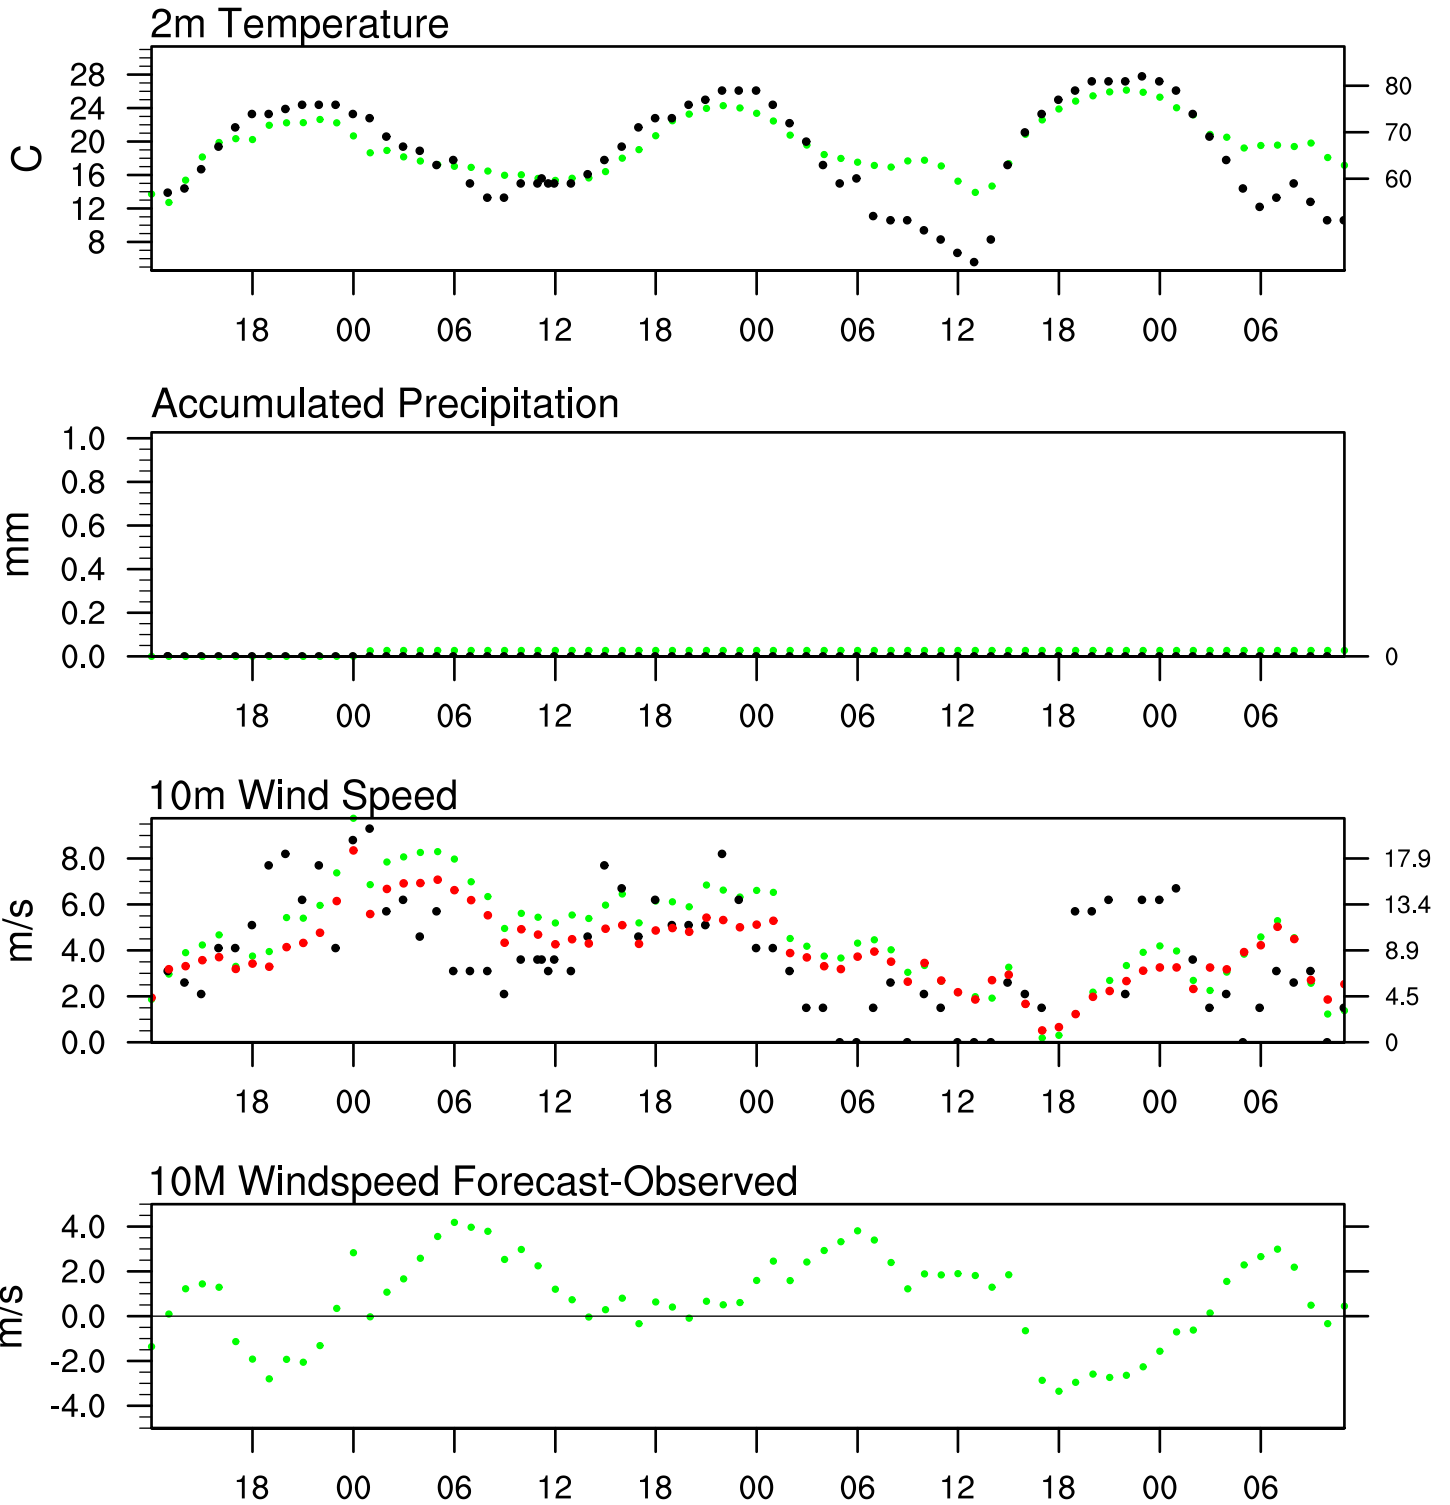 2m Temperature
28
24
20
16
12
8
C
80
70
60
18 00 06 12 18 00 06 12 18 00 06
Accumulated Precipitation
1.0
0.8
0.6
0.4
0.2
0.0
mm
0
18 00 06 12 18 00 06 12 18 00 06
10m Wind Speed
8.0
6.0
4.0
2.0
0.0
m/s
17.9
13.4
8.9
4.5
0
18 00 06 12 18 00 06 12 18 00 06
10M Windspeed Forecast-Observed
4.0
2.0
0.0
-2.0
-4.0
m/s
18 00 06 12 18 00 06 12 18 00 06